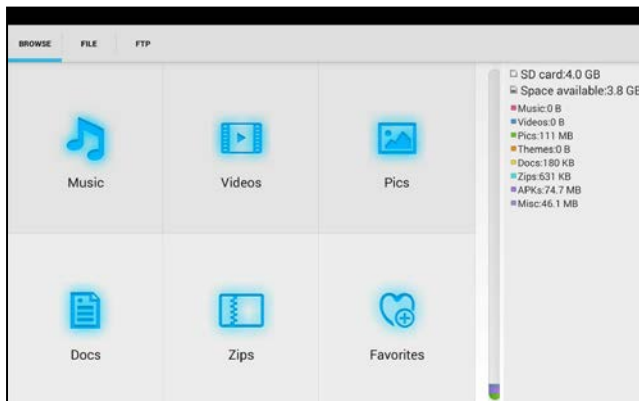 BROWSE FILE FTP
Music Videos Pics
Docs Zips Favorites
SD card:4.0 GB
Space available:3.8 GB
Music:0 B
Videos:0 B
Pics:111 MB
Themes:0 B
Docs:180 KB
Zips:631 KB
APKs:74.7 MB
Misc:46.1 MB